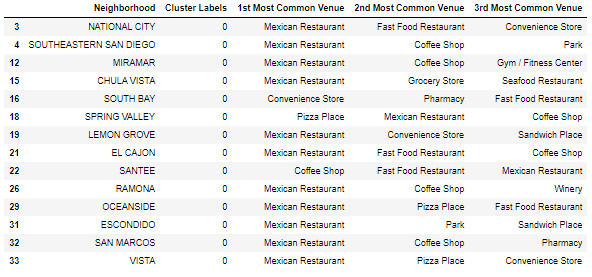 Neighborhood Cluster Labels 1st Most Common Venue 2nd Most Common Venue 3rd Most Common Venue
3 NATIONAL CITY 0 Mexican Restaurant Fast Food Restaurant Convenience Store
4 SOUTHEASTERN SAN DIEGO 0 Mexican Restaurant Coffee Shop Park
12 MIRAMAR 0 Mexican Restaurant Coffee Shop Gym / Fitness Center
15 CHULA VISTA 0 Mexican Restaurant Grocery Store Seafood Restaurant
16 SOUTH BAY 0 Convenience Store Pharmacy Fast Food Restaurant
18 SPRING VALLEY 0 Pizza Place Mexican Restaurant Coffee Shop
19 LEMON GROVE 0 Mexican Restaurant Convenience Store Sandwich Place
21 EL CAJON 0 Mexican Restaurant Fast Food Restaurant Coffee Shop
22 SANTEE 0 Coffee Shop Fast Food Restaurant Mexican Restaurant
26 RAMONA 0 Mexican Restaurant Coffee Shop Winery
29 OCEANSIDE 0 Mexican Restaurant Pizza Place Fast Food Restaurant
31 ESCONDIDO 0 Mexican Restaurant Park Sandwich Place
32 SAN MARCOS 0 Mexican Restaurant Coffee Shop Pharmacy
33 VISTA 0 Mexican Restaurant Pizza Place Convenience Store